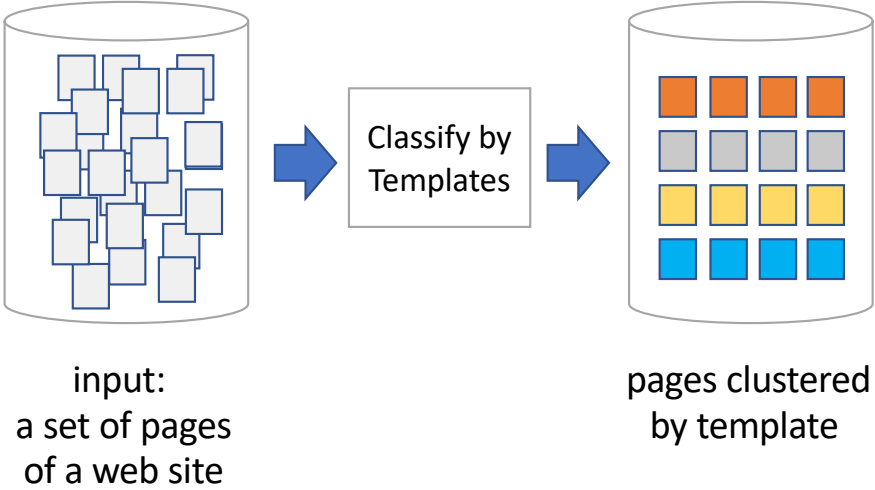 Classify by
Templates
input:
a set of pages
of a web site
pages clustered
by template